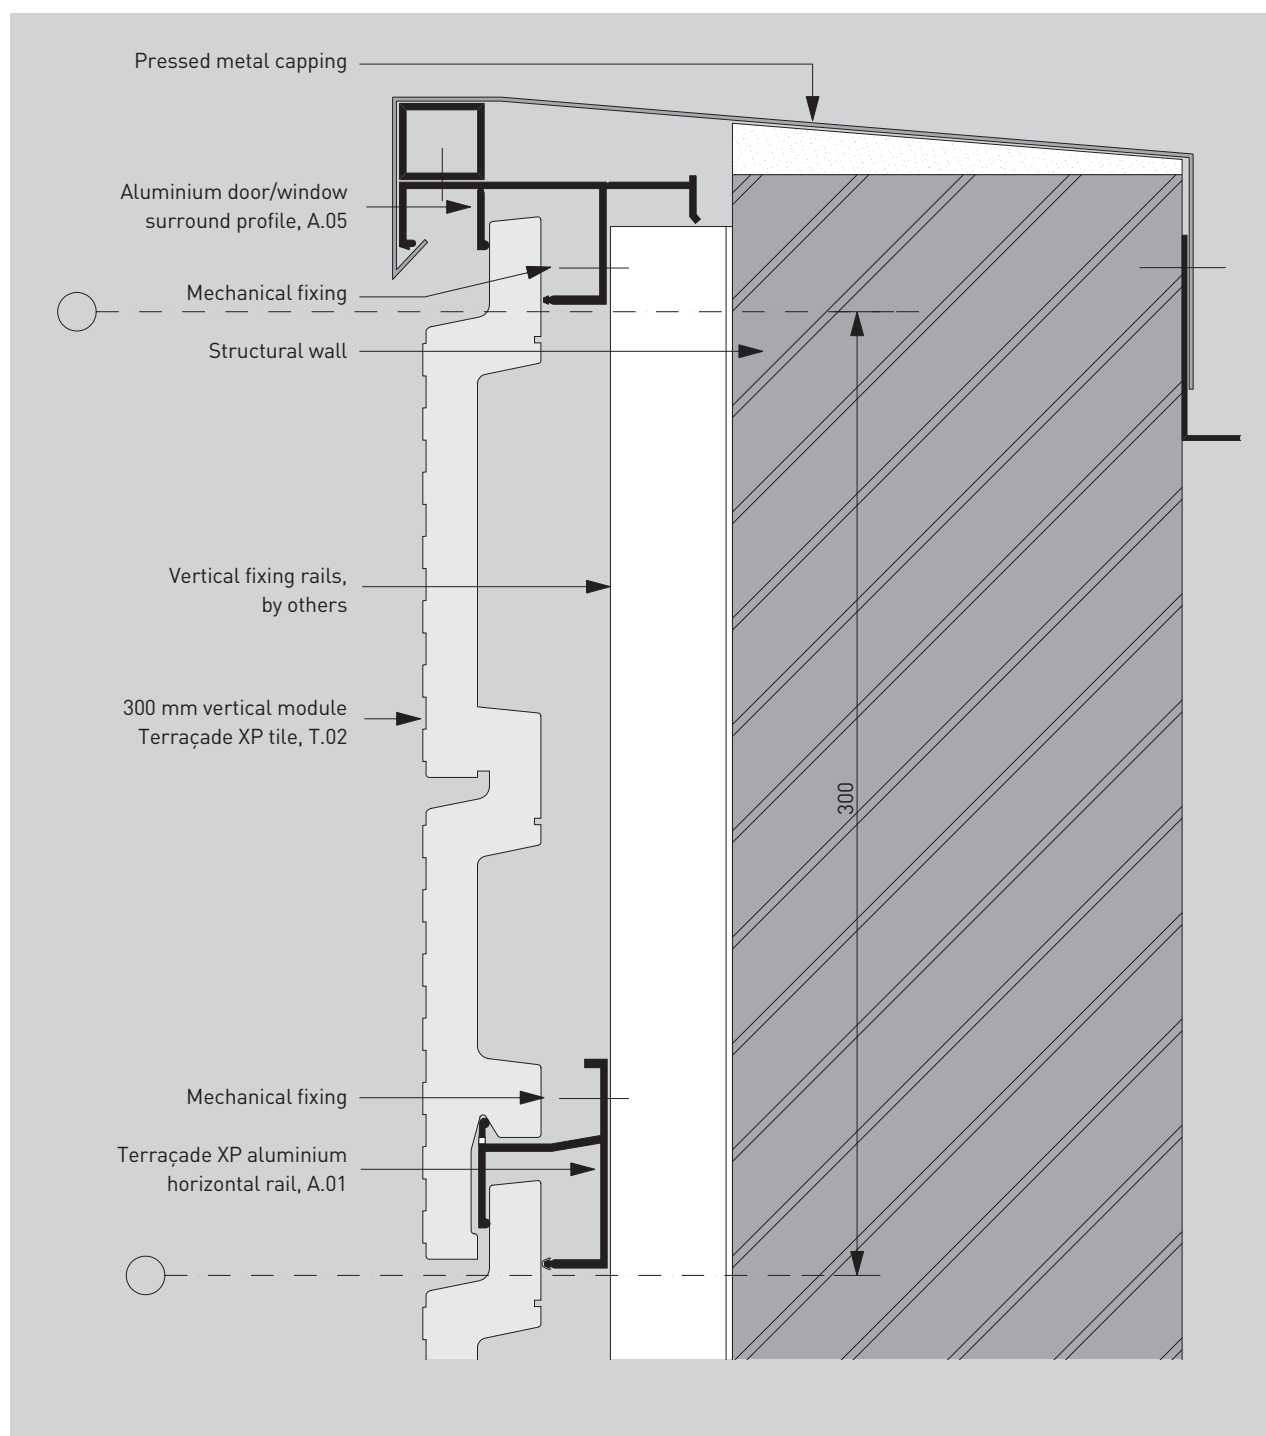 Pressed metal capping
Aluminium door/window
surround profile, A.05
Mechanical fixing
Structural wall
Vertical fixing rails,
by others
300 mm vertical module
Terraçade XP tile, T.02
300
Mechanical fixing
Terraçade XP aluminium
horizontal rail, A.01